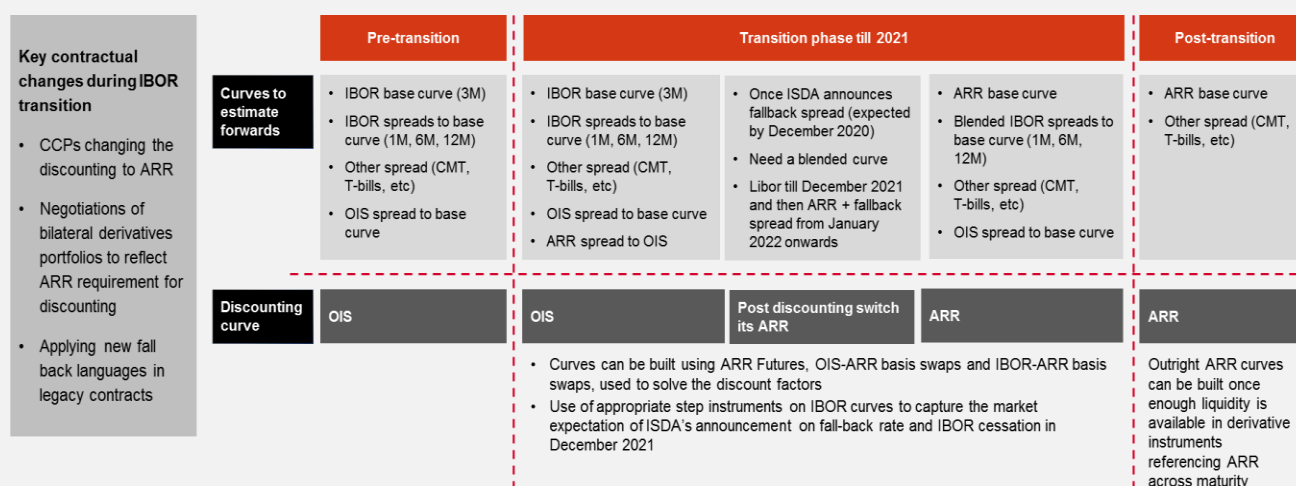 Key contractual
changes during IBOR
transition
• CCPs changing the
discounting to ARR
• Negotiations of
bilateral derivatives
portfolios to reflect
ARR requirement for
discounting
• Applying new fall
back languages in
legacy contracts
Pre-transition
Transition phase till 2021
Post-transition
Curves to
estimate
forwards
• IBOR base curve (3M)
• IBOR spreads to base
curve (1M, 6M, 12M)
• Other spread (CMT,
T-bills, etc)
• OIS spread to base
curve
• IBOR base curve (3M)
• IBOR spreads to base
curve (1M, 6M, 12M)
• Other spread (CMT,
T-bills, etc)
• OIS spread to base curve
• ARR spread to OIS
• Once ISDA announces
fallback spread (expected
by December 2020)
• Need a blended curve
• Libor till December 2021
and then ARR + fallback
spread from January
2022 onwards
• ARR base curve
• Blended IBOR spreads to
base curve (1M, 6M,
12M)
• Other spread (CMT,
T-bills, etc)
• OIS spread to base curve
• ARR base curve
• Other spread (CMT,
T-bills, etc)
Discounting
curve
OIS
OIS
Post discounting switch
its ARR
ARR
ARR
• Curves can be built using ARR Futures, OIS-ARR basis swaps and IBOR-ARR basis
swaps, used to solve the discount factors
• Use of appropriate step instruments on IBOR curves to capture the market
expectation of ISDA's announcement on fall-back rate and IBOR cessation in
December 2021
Outright ARR curves
can be built once
enough liquidity is
available in derivative
instruments
referencing ARR
across maturity